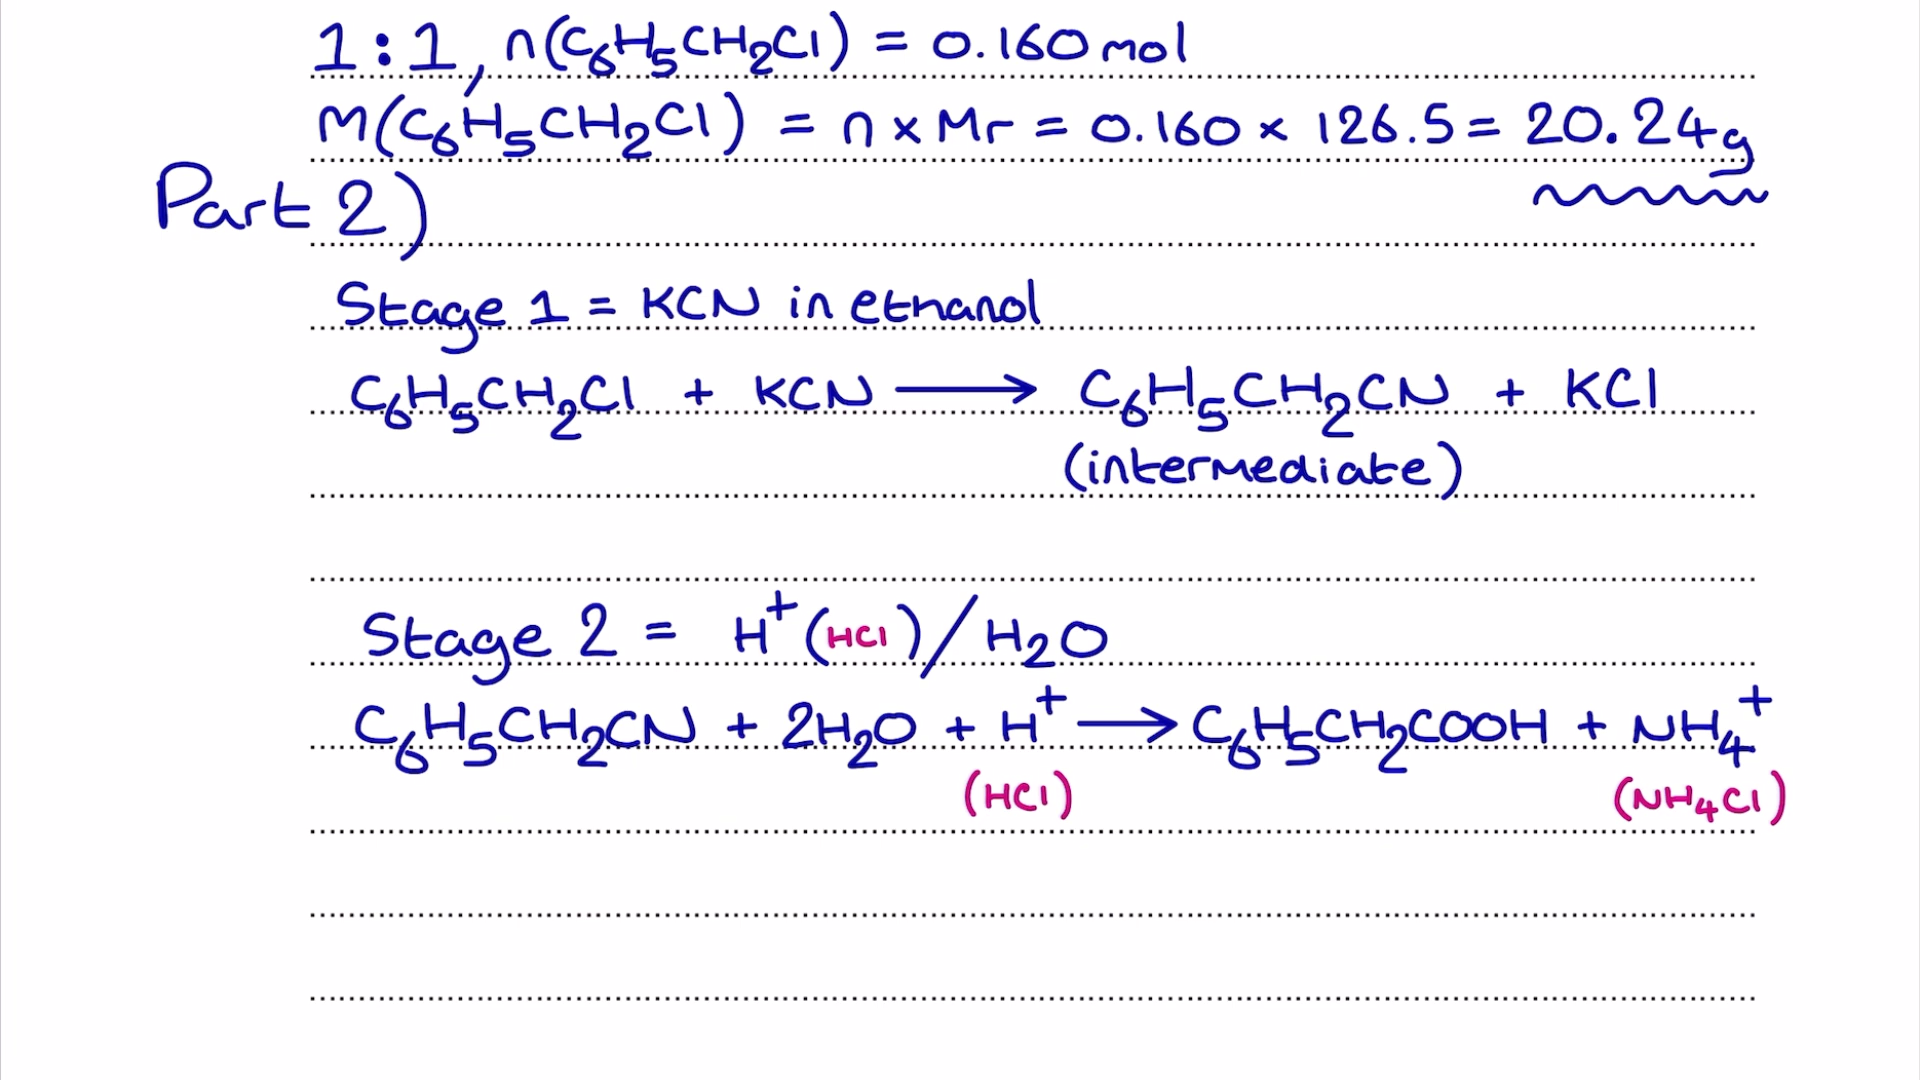 1:1, n(C₆H₅CH₂Cl) = 0.160 mol
M(C₆H₅CH₂Cl) = n × Mr = 0.160 × 126.5 = 20.24g
Part 2)
Stage 1 = KCN in ethanol
C₆H₅CH₂Cl + KCN ⟶ C₆H₅CH₂CN + KCl
(intermediate)
Stage 2 = H⁺(HCl)/H₂O
C₆H₅CH₂CN + 2H₂O + H⁺ ⟶ C₆H₅CH₂COOH + NH₄⁺
(HCl) (NH₄Cl)